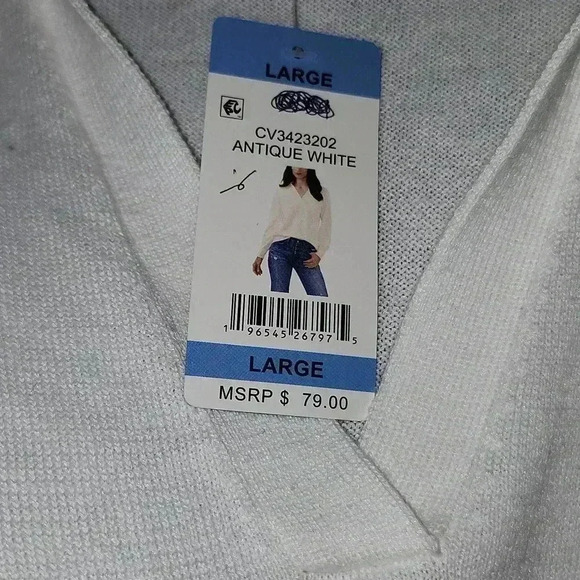 LARGE
CV3423202
ANTIQUE WHITE
1 96545 26797 5
LARGE
MSRP $ 79.00